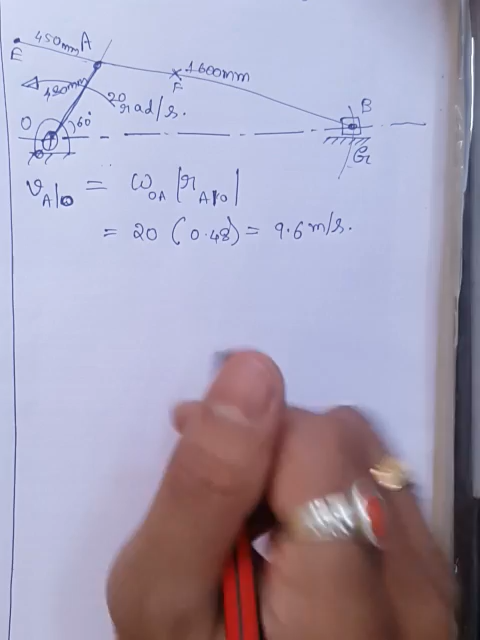 450mm A
E
1600mm
F
480mm
20 rad/s.
B
O 60°
G
v_A/O = ω_OA |r_A/O|
= 20 (0.48) = 9.6 m/s.